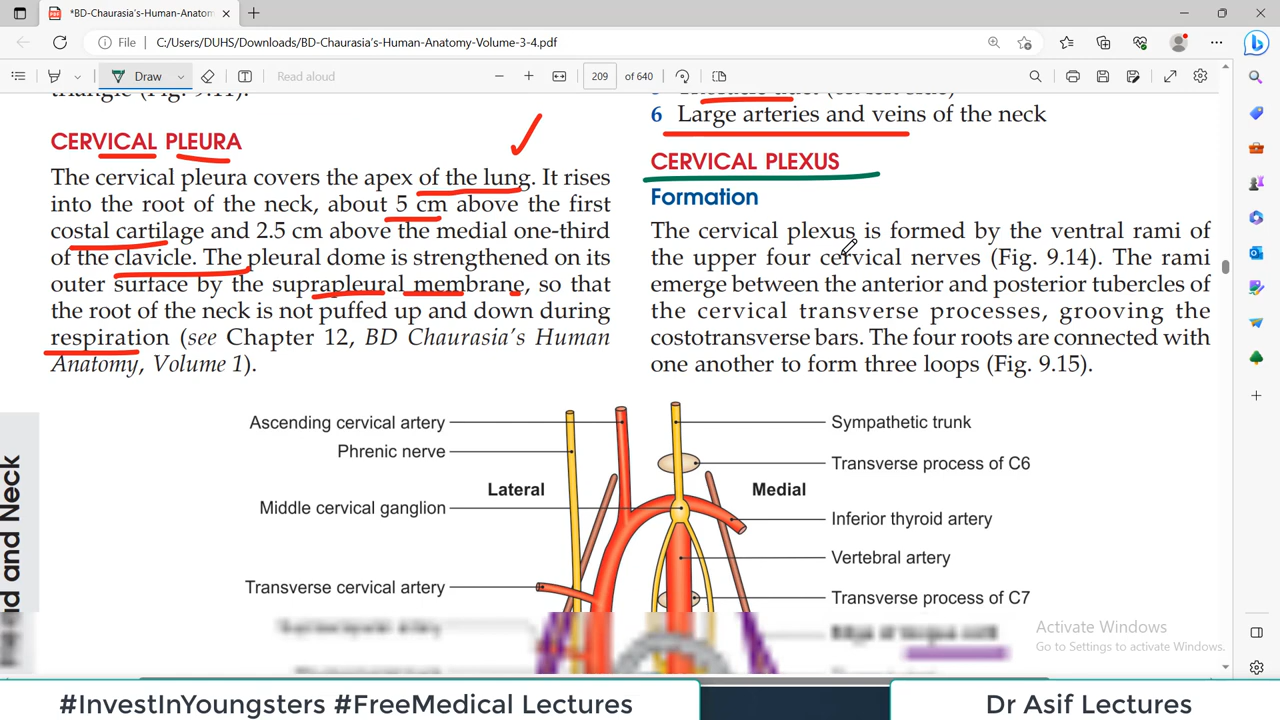 *BD-Chaurasia's-Human-Anatom
File
C:/Users/DUHS/Downloads/BD-Chaurasia's-Human-Anatomy-Volume-3-4.pdf
Draw
Read aloud
209 of 640
triangle (Fig. 9.11).
CERVICAL PLEURA
The cervical pleura covers the apex of the lung. It rises
into the root of the neck, about 5 cm above the first
costal cartilage and 2.5 cm above the medial one-third
of the clavicle. The pleural dome is strengthened on its
outer surface by the suprapleural membrane, so that
the root of the neck is not puffed up and down during
respiration (see Chapter 12, BD Chaurasia's Human
Anatomy, Volume 1).
6 Large arteries and veins of the neck
CERVICAL PLEXUS
Formation
The cervical plexus is formed by the ventral rami of
the upper four cervical nerves (Fig. 9.14). The rami
emerge between the anterior and posterior tubercles of
the cervical transverse processes, grooving the
costotransverse bars. The four roots are connected with
one another to form three loops (Fig. 9.15).
Ascending cervical artery
Phrenic nerve
Lateral
Middle cervical ganglion
Transverse cervical artery
Sympathetic trunk
Transverse process of C6
Medial
Inferior thyroid artery
Vertebral artery
Transverse process of C7
and Neck
Activate Windows
Go to Settings to activate Windows.
#InvestInYoungsters #FreeMedical Lectures
Dr Asif Lectures